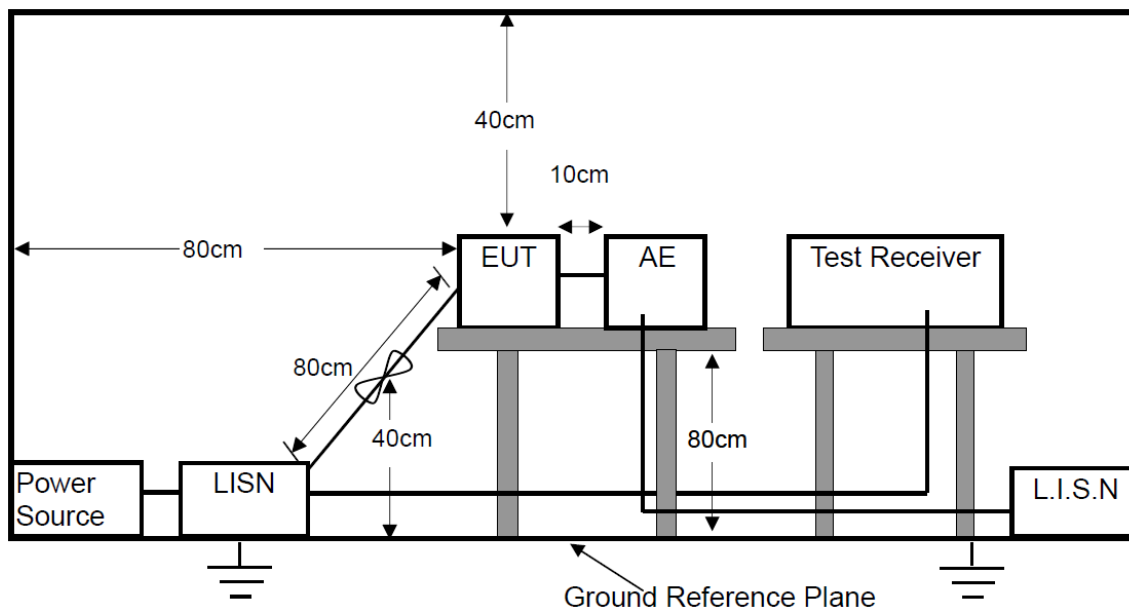 40cm
10cm
80cm
EUT
AE
Test Receiver
80cm
40cm
80cm
Power
Source
LISN
L.I.S.N
Ground Reference Plane